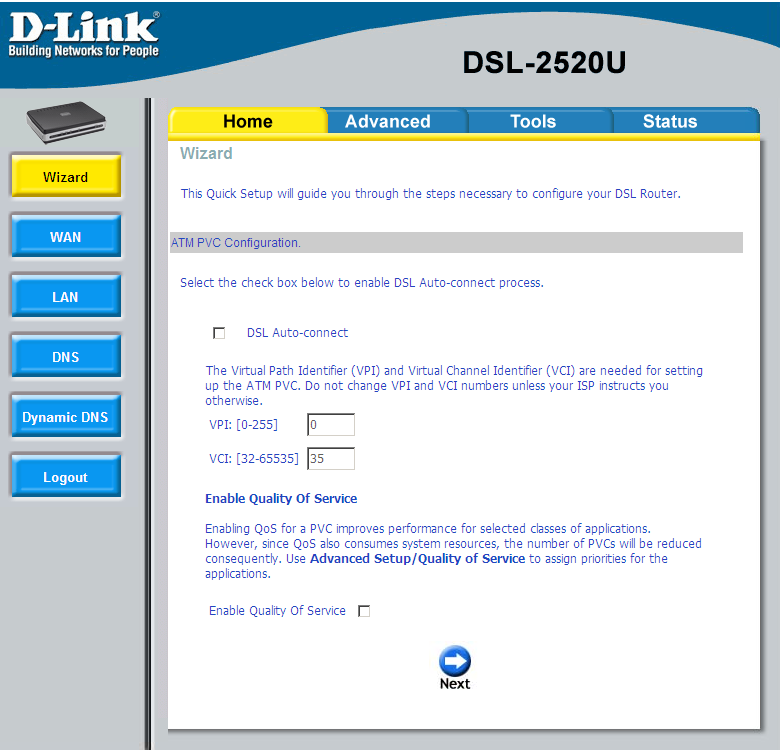 D-Link®
Building Networks for People
DSL-2520U
Home
Advanced
Tools
Status
Wizard
WAN
LAN
DNS
Dynamic DNS
Logout
Wizard
This Quick Setup will guide you through the steps necessary to configure your DSL Router.
ATM PVC Configuration.
Select the check box below to enable DSL Auto-connect process.
DSL Auto-connect
The Virtual Path Identifier (VPI) and Virtual Channel Identifier (VCI) are needed for setting
up the ATM PVC. Do not change VPI and VCI numbers unless your ISP instructs you
otherwise.
VPI: [0-255] 0
VCI: [32-65535] 35
Enable Quality Of Service
Enabling QoS for a PVC improves performance for selected classes of applications.
However, since QoS also consumes system resources, the number of PVCs will be reduced
consequently. Use Advanced Setup/Quality of Service to assign priorities for the
applications.
Enable Quality Of Service
Next